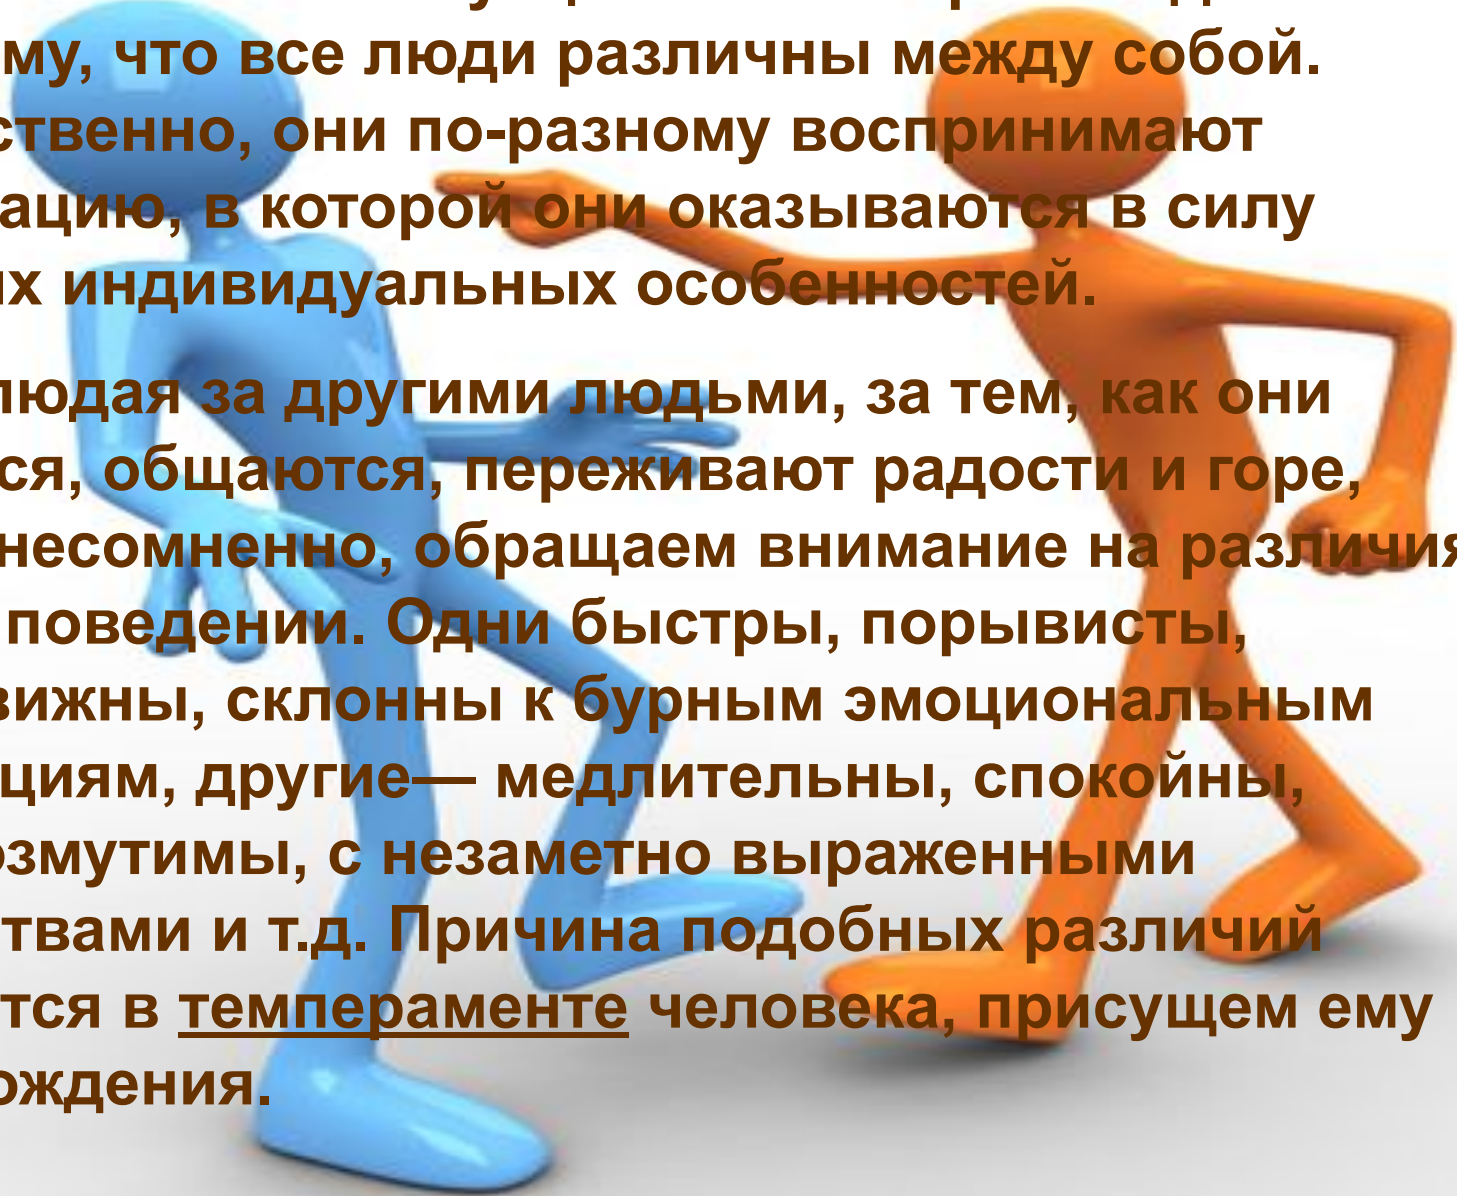 му, что все люди различны между собой.
ственно, они по-разному воспринимают
ацию, в которой они оказываются в силу
их индивидуальных особенностей.
людая за другими людьми, за тем, как они
ся, общаются, переживают радости и горе,
несомненно, обращаем внимание на различия
поведении. Одни быстры, порывисты,
вижны, склонны к бурным эмоциональным
циям, другие— медлительны, спокойны,
озмутимы, с незаметно выраженными
твами и т.д. Причина подобных различий
тся в темпераменте человека, присущем ему
ождения.